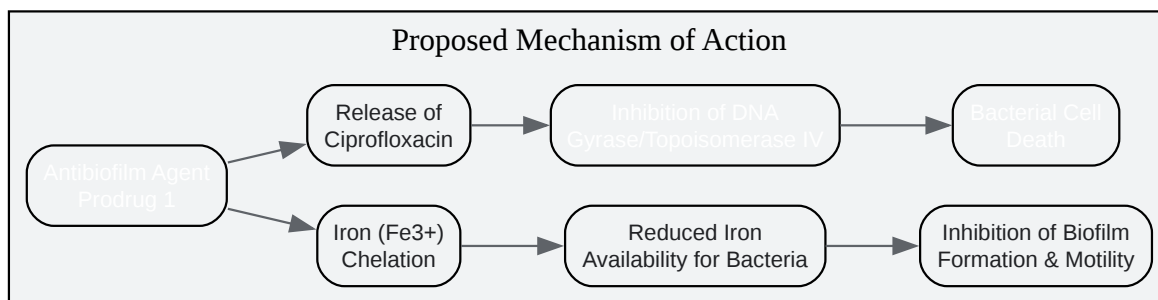 Proposed Mechanism of Action
Antibiofilm Agent
Prodrug 1
Release of
Ciprofloxacin
Inhibition of DNA
Gyrase/Topoisomerase IV
Bacterial Cell
Death
Iron (Fe3+)
Chelation
Reduced Iron
Availability for Bacteria
Inhibition of Biofilm
Formation & Motility